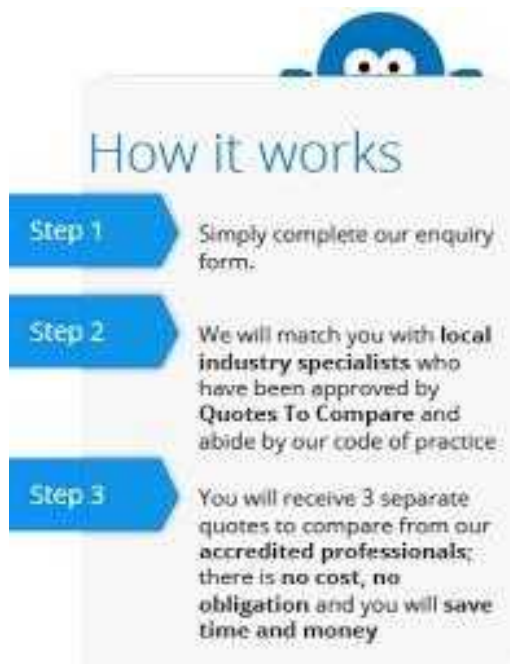 How it works
Step 1
Simply complete our enquiry
form.
Step 2
We will match you with local
industry specialists who
have been approved by
Quotes To Compare and
abide by our code of practice
Step 3
You will receive 3 separate
quotes to compare from our
accredited professionals;
there is no cost, no
obligation and you will save
time and money